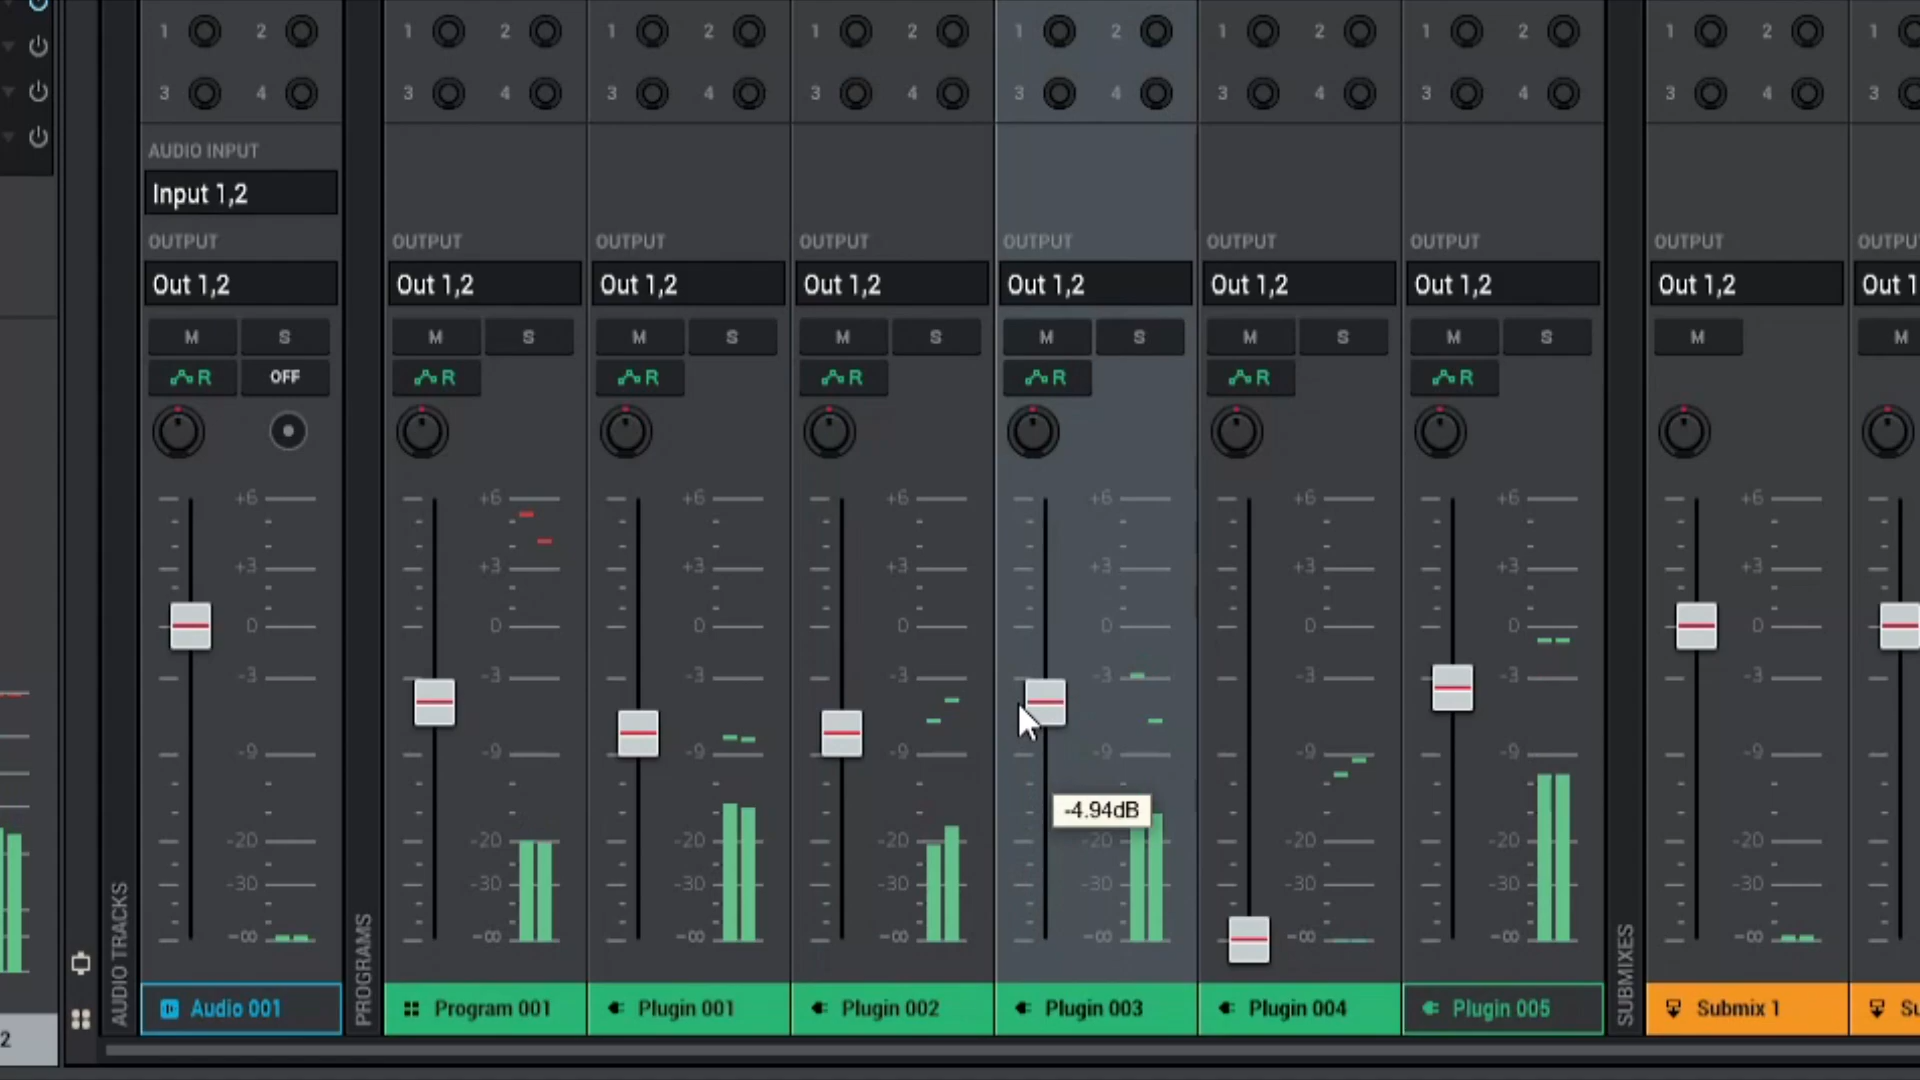 1 2 1 2 1 2 1 2 1 2 1 2 1 2 1 2 1
3 4 3 4 3 4 3 4 3 4 3 4 3 4 3 4 3
AUDIO INPUT
Input 1,2
OUTPUT OUTPUT OUTPUT OUTPUT OUTPUT OUTPUT OUTPUT OUTPUT OUTPU
Out 1,2 Out 1,2 Out 1,2 Out 1,2 Out 1,2 Out 1,2 Out 1,2 Out 1,2 Out 1
M S M S M S M S M S M S M S M M
R OFF R R R R R R
+6 +6 +6 +6 +6 +6 +6 +6
+3 +3 +3 +3 +3 +3 +3 +3
0 0 0 0 0 0 0 0
-3 -3 -3 -3 -3 -3 -3 -3
-9 -9 -9 -9 -9 -9 -9 -9
-4.94dB
-20 -20 -20 -20 -20 -20 -20 -20
-30 -30 -30 -30 -30 -30 -30 -30
-∞ -∞ -∞ -∞ -∞ -∞ -∞ -∞
AUDIO TRACKS
PROGRAMS
SUBMIXES
2 Audio 001 Program 001 Plugin 001 Plugin 002 Plugin 003 Plugin 004 Plugin 005 Submix 1 Su